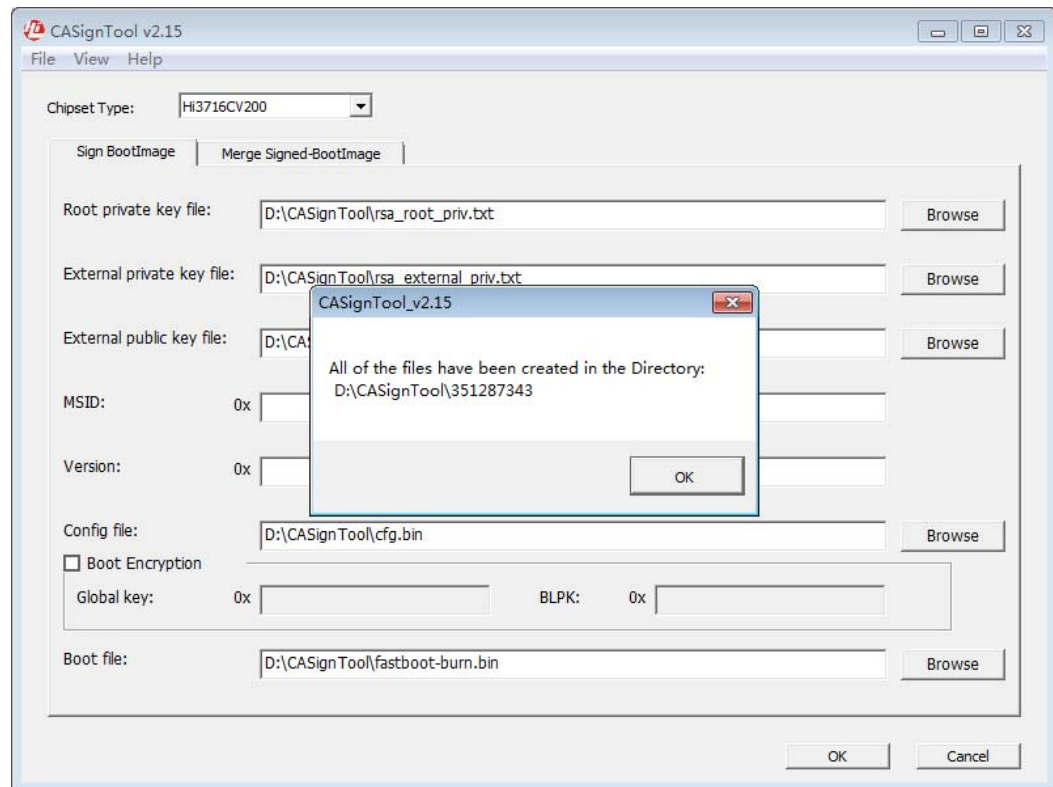 CASignTool v2.15
File View Help
Chipset Type: Hi3716CV200
Sign BootImage Merge Signed-BootImage
Root private key file: D:\CASignTool\rsa_root_priv.txt Browse
External private key file: D:\CASignTool\rsa_external_priv.txt Browse
CASignTool_v2.15
External public key file: D:\CA Browse
All of the files have been created in the Directory:
D:\CASignTool\351287343
MSID: 0x
Version: 0x
OK
Config file: D:\CASignTool\cfg.bin Browse
Boot Encryption
Global key: 0x BLPK: 0x
Boot file: D:\CASignTool\fastboot-burn.bin Browse
OK Cancel